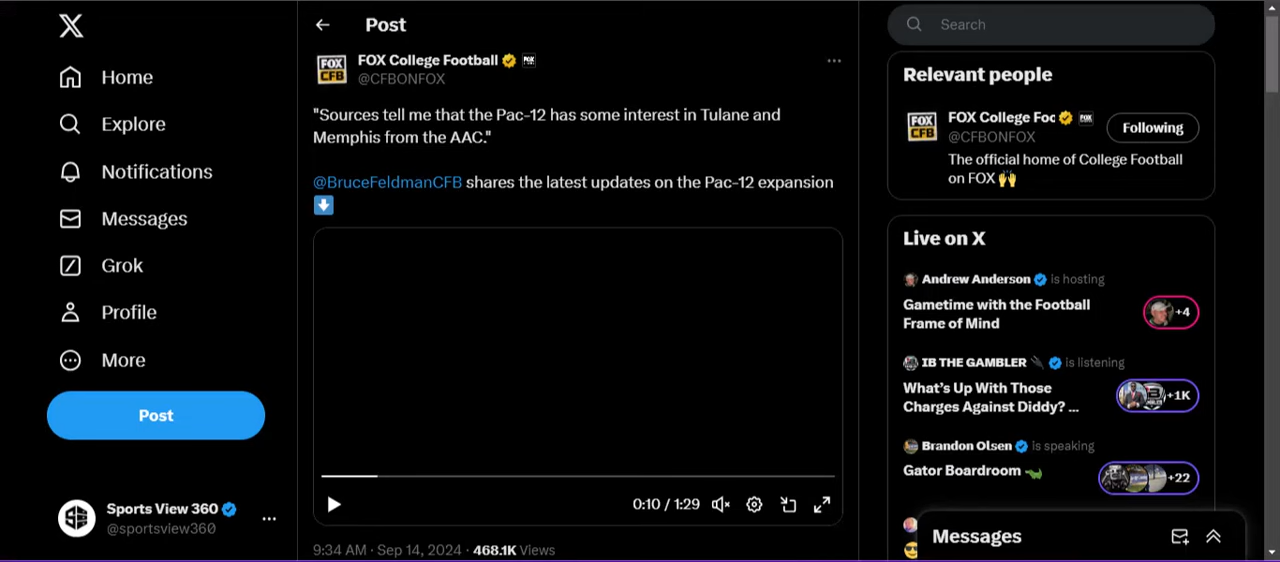 Home
Explore
Notifications
Messages
Grok
Profile
More
Post
Sports View 360
@sportsview360
Post
FOX
CFB
FOX College Football
@CFBONFOX
"Sources tell me that the Pac-12 has some interest in Tulane and
Memphis from the AAC."
@BruceFeldmanCFB shares the latest updates on the Pac-12 expansion
0:10 / 1:29
9:34 AM · Sep 14, 2024 · 468.1K Views
Search
Relevant people
FOX
CFB
FOX College Foo
@CFBONFOX
Following
The official home of College Football
on FOX 🙌
Live on X
Andrew Anderson is hosting
Gametime with the Football
Frame of Mind
+4
IB THE GAMBLER is listening
What's Up With Those
Charges Against Diddy? ...
+1K
Brandon Olsen is speaking
Gator Boardroom 🐊
+22
Messages